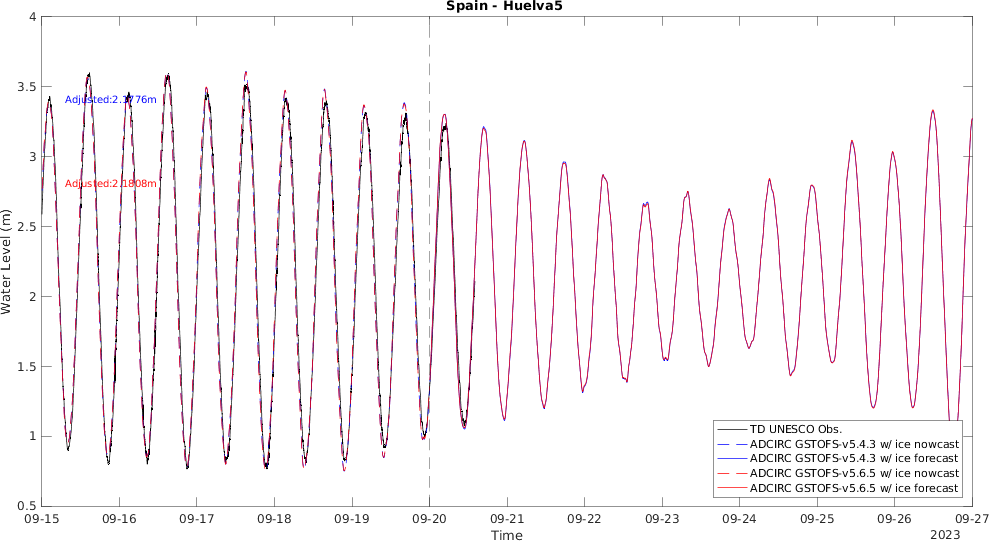 Spain - Huelva5
4
3.5
3
2.5
2
1.5
1
0.5
Water Level (m)
Adjusted:2.1776m
Adjusted:2.1808m
TD UNESCO Obs.
ADCIRC GSTOFS-v5.4.3 w/ ice nowcast
ADCIRC GSTOFS-v5.4.3 w/ ice forecast
ADCIRC GSTOFS-v5.6.5 w/ ice nowcast
ADCIRC GSTOFS-v5.6.5 w/ ice forecast
09-15 09-16 09-17 09-18 09-19 09-20 09-21 09-22 09-23 09-24 09-25 09-26 09-27
Time
2023